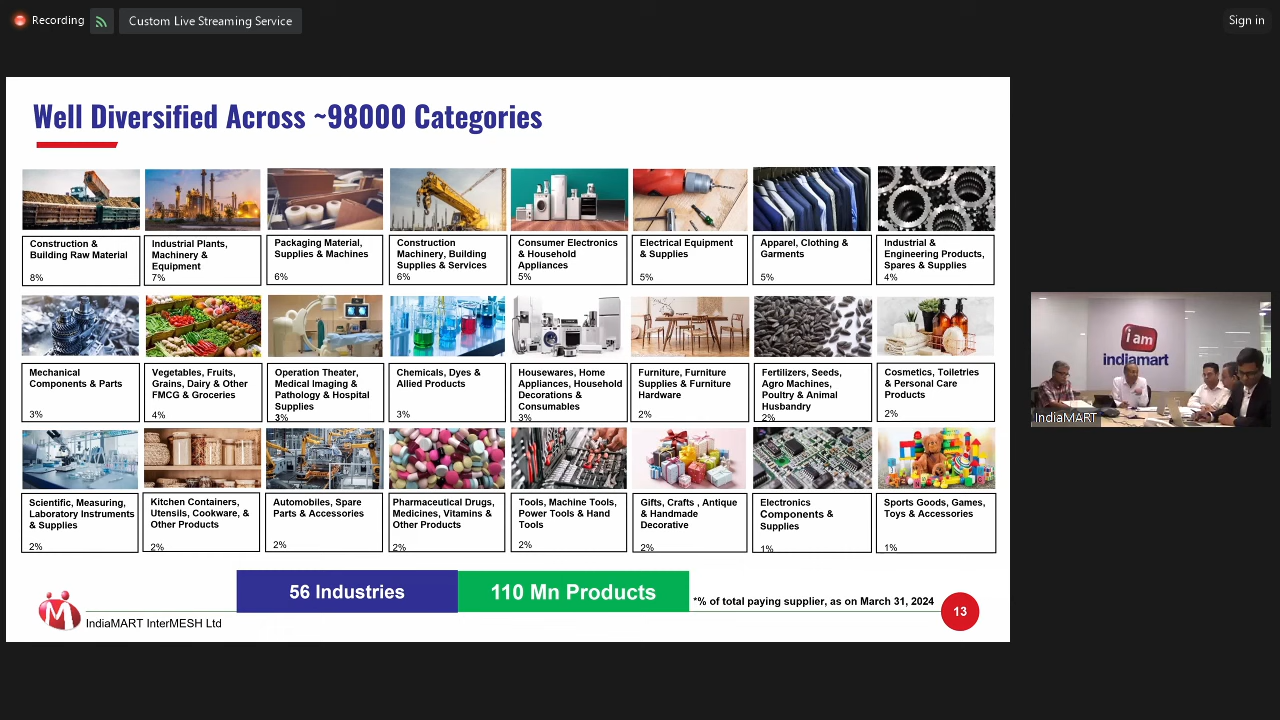 Recording
Custom Live Streaming Service
Sign in
Well Diversified Across ~98000 Categories
Construction &
Building Raw Material
8%
Industrial Plants,
Machinery &
Equipment
7%
Packaging Material,
Supplies & Machines
6%
Construction
Machinery, Building
Supplies & Services
6%
Consumer Electronics
& Household
Appliances
5%
Electrical Equipment
& Supplies
5%
Apparel, Clothing &
Garments
5%
Industrial &
Engineering Products,
Spares & Supplies
4%
Mechanical
Components & Parts
3%
Vegetables, Fruits,
Grains, Dairy & Other
FMCG & Groceries
4%
Operation Theater,
Medical Imaging &
Pathology & Hospital
Supplies
3%
Chemicals, Dyes &
Allied Products
3%
Housewares, Home
Appliances, Household
Decorations &
Consumables
3%
Furniture, Furniture
Supplies & Furniture
Hardware
2%
Fertilizers, Seeds,
Agro Machines,
Poultry & Animal
Husbandry
2%
Cosmetics, Toiletries
& Personal Care
Products
2%
Scientific, Measuring,
Laboratory Instruments
& Supplies
2%
Kitchen Containers,
Utensils, Cookware, &
Other Products
2%
Automobiles, Spare
Parts & Accessories
2%
Pharmaceutical Drugs,
Medicines, Vitamins &
Other Products
2%
Tools, Machine Tools,
Power Tools & Hand
Tools
2%
Gifts, Crafts , Antique
& Handmade
Decorative
2%
Electronics
Components &
Supplies
1%
Sports Goods, Games,
Toys & Accessories
1%
56 Industries
110 Mn Products
*% of total paying supplier, as on March 31, 2024
13
IndiaMART InterMESH Ltd
i am
indiamart
IndiaMART